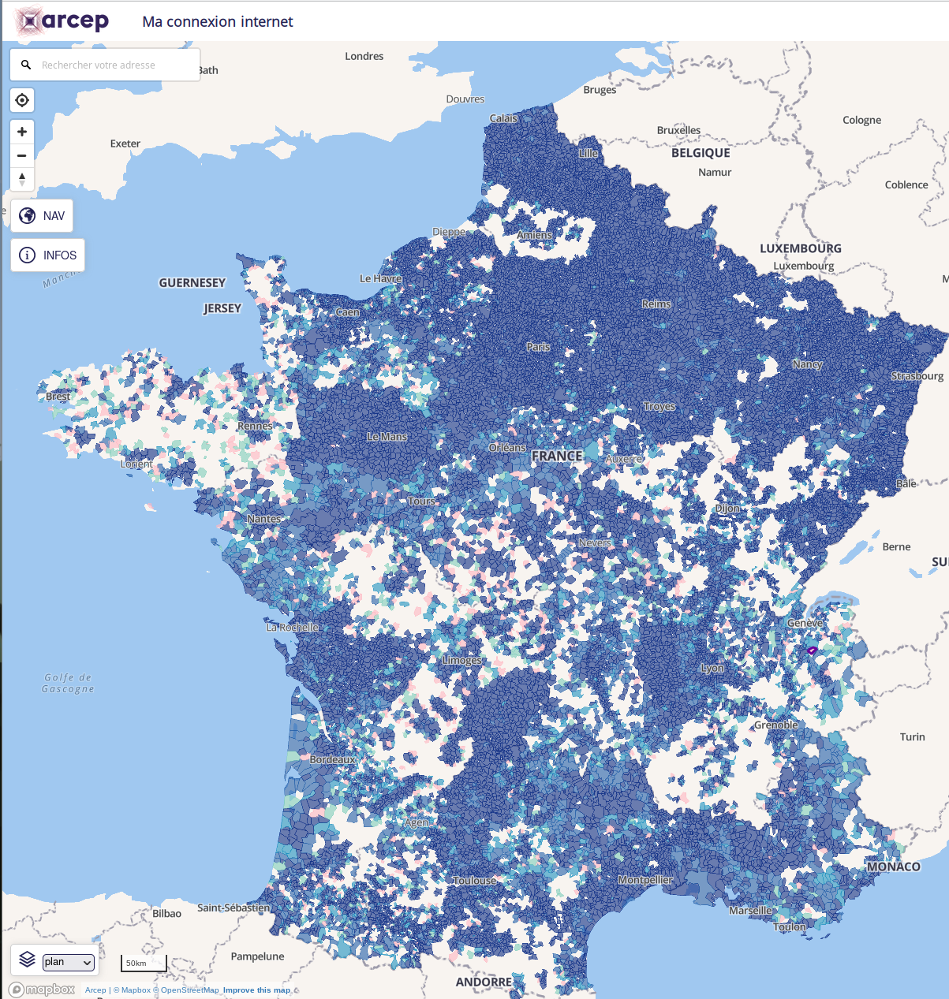 arcep
Ma connexion internet
Rechercher votre adresse
Londres
Bath
Bruges
Douvres
Calais
Cologne
Bruxelles
Exeter
Lille
BELGIQUE
Namur
Coblence
NAV
Dieppe
Amiens
LUXEMBOURG
INFOS
Luxembourg
Manche
GUERNESEY
Le Havre
M
JERSEY
Caen
Reims
Paris
Nancy
Strasbourg
Brest
Troyes
Rennes
Le Mans
Orléans
FRANCE
Auxerre
Lorient
Bâle
Tours
Dijon
Nantes
Nevers
Berne
SU
Genève
La Rochelle
Limoges
Lyon
Golfe de
Gascogne
Grenoble
Turin
Bordeaux
Agen
MONACO
Toulouse
Montpellier
Saint-Sébastien
Bilbao
Marseille
Toulon
plan
50km
Pampelune
ANDORRE
mapbox
Arcep | © Mapbox © OpenStreetMap Improve this map